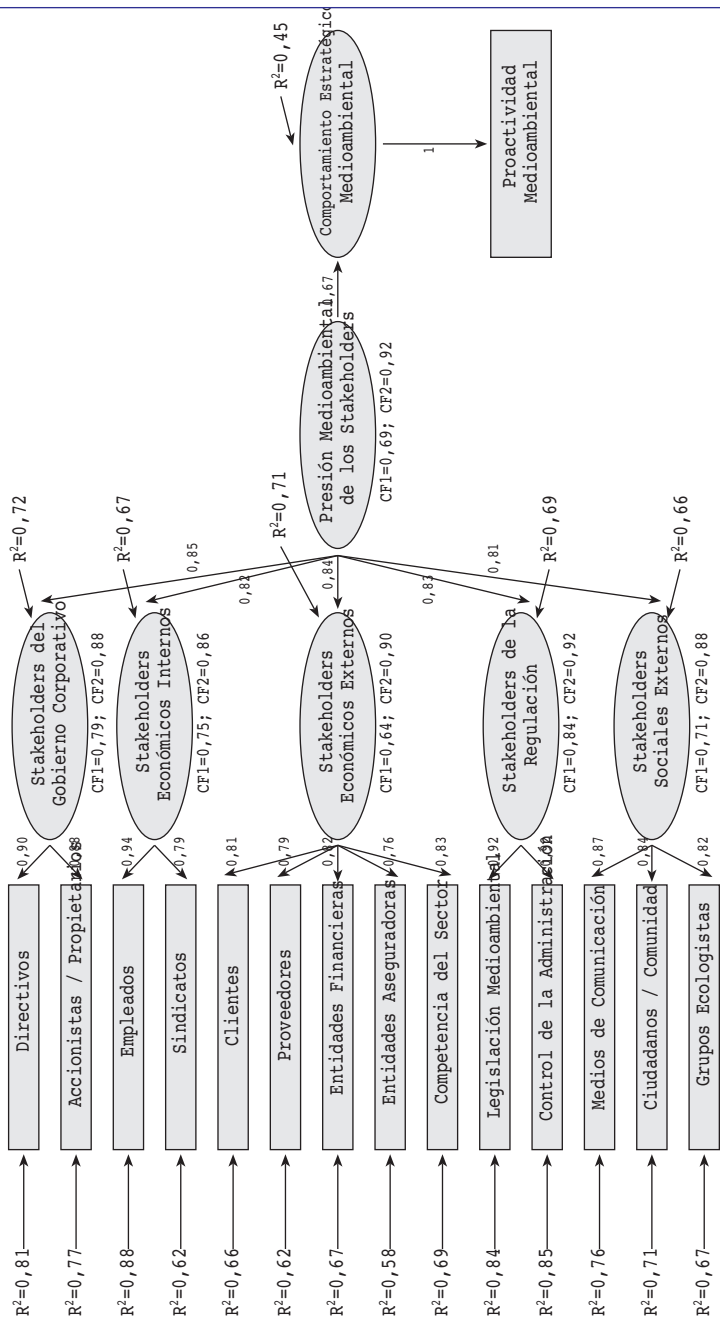 R²=0,81
Directivos
0,90
R²=0,77
Accionistas / Propietarios
0,88
Stakeholders del
Gobierno Corporativo
CF1=0,79; CF2=0,88
R²=0,72
0,85
R²=0,88
Empleados
0,94
R²=0,62
Sindicatos
0,79
Stakeholders
Económicos Internos
CF1=0,75; CF2=0,86
R²=0,67
0,82
R²=0,66
Clientes
0,81
R²=0,62
Proveedores
0,79
R²=0,67
Entidades Financieras
0,82
R²=0,58
Entidades Aseguradoras
0,76
R²=0,69
Competencia del Sector
0,83
Stakeholders
Económicos Externos
CF1=0,64; CF2=0,90
R²=0,71
0,84
R²=0,84
Legislación Medioambiental
0,92
R²=0,85
Control de la Administración
Stakeholders de la
Regulación
CF1=0,84; CF2=0,92
R²=0,69
0,83
R²=0,76
Medios de Comunicación
0,87
R²=0,71
Ciudadanos / Comunidad
0,84
R²=0,67
Grupos Ecologistas
0,82
Stakeholders
Sociales Externos
CF1=0,71; CF2=0,88
R²=0,66
0,81
Presión Medioambiental
de los Stakeholders
CF1=0,69; CF2=0,92
0,67
Comportamiento Estratégico
Medioambiental
R²=0,45
1
Proactividad
Medioambiental